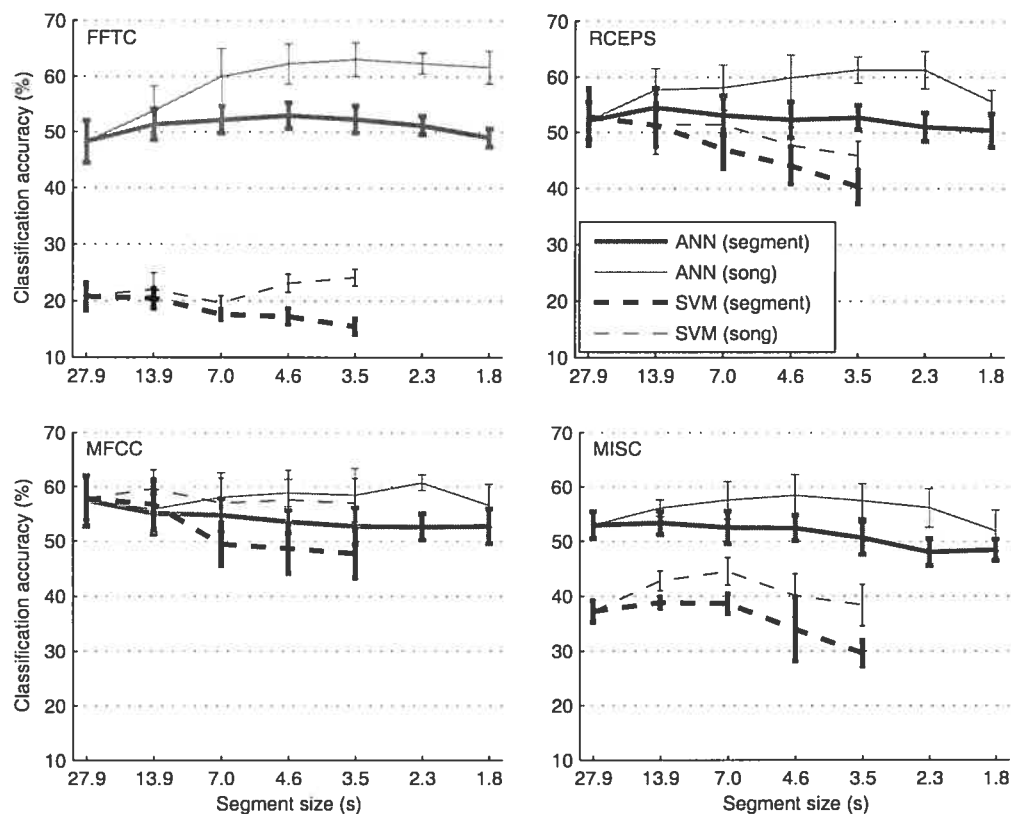 FFTC
Classification accuracy (%)
70
60
50
40
30
20
10
27.9 13.9 7.0 4.6 3.5 2.3 1.8
RCEPS
70
60
50
40
30
20
10
ANN (segment)
ANN (song)
SVM (segment)
SVM (song)
27.9 13.9 7.0 4.6 3.5 2.3 1.8
MFCC
Classification accuracy (%)
70
60
50
40
30
20
10
27.9 13.9 7.0 4.6 3.5 2.3 1.8
Segment size (s)
MISC
70
60
50
40
30
20
10
27.9 13.9 7.0 4.6 3.5 2.3 1.8
Segment size (s)